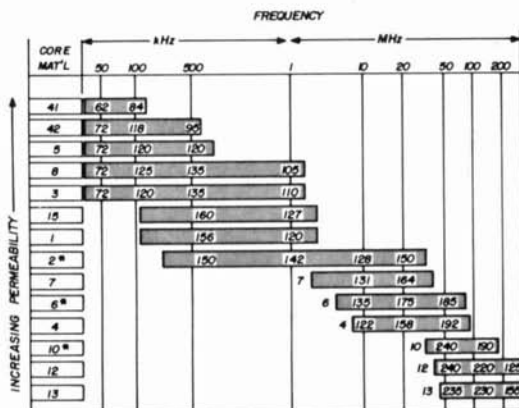 FREQUENCY
kHz MHz
CORE MAT'L 50 100 500 1 10 20 50 100 200
41 62 84
42 72 118 95
5 72 120 120
8 72 125 135 105
3 72 120 135 110
15 160 127
1 156 120
2* 150 142 128 150
7 7 131 164
6* 6 135 175 185
4 4 122 158 192
10* 10 240 190
12 12 240 220 125
13 13 235 230 155
INCREASING PERMEABILITY